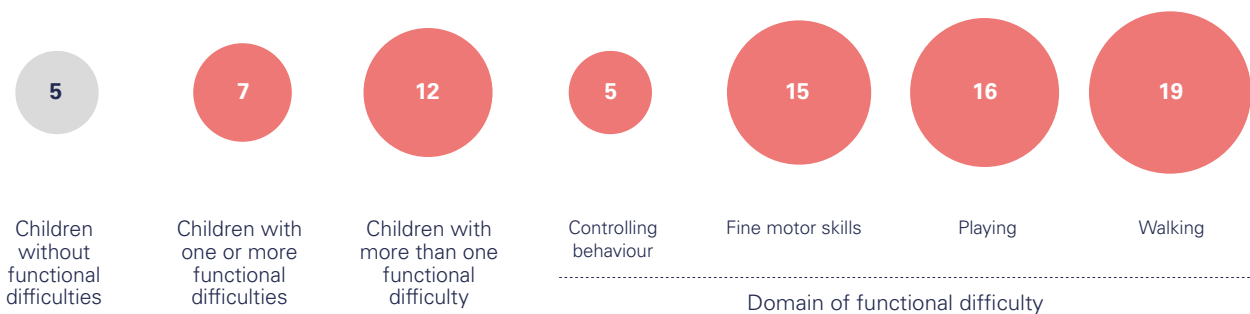 5
7
12
5
15
16
19
Children
without
functional
difficulties
Children with
one or more
functional
difficulties
Children with
more than one
functional
difficulty
Controlling
behaviour
Fine motor skills
Playing
Walking
Domain of functional difficulty